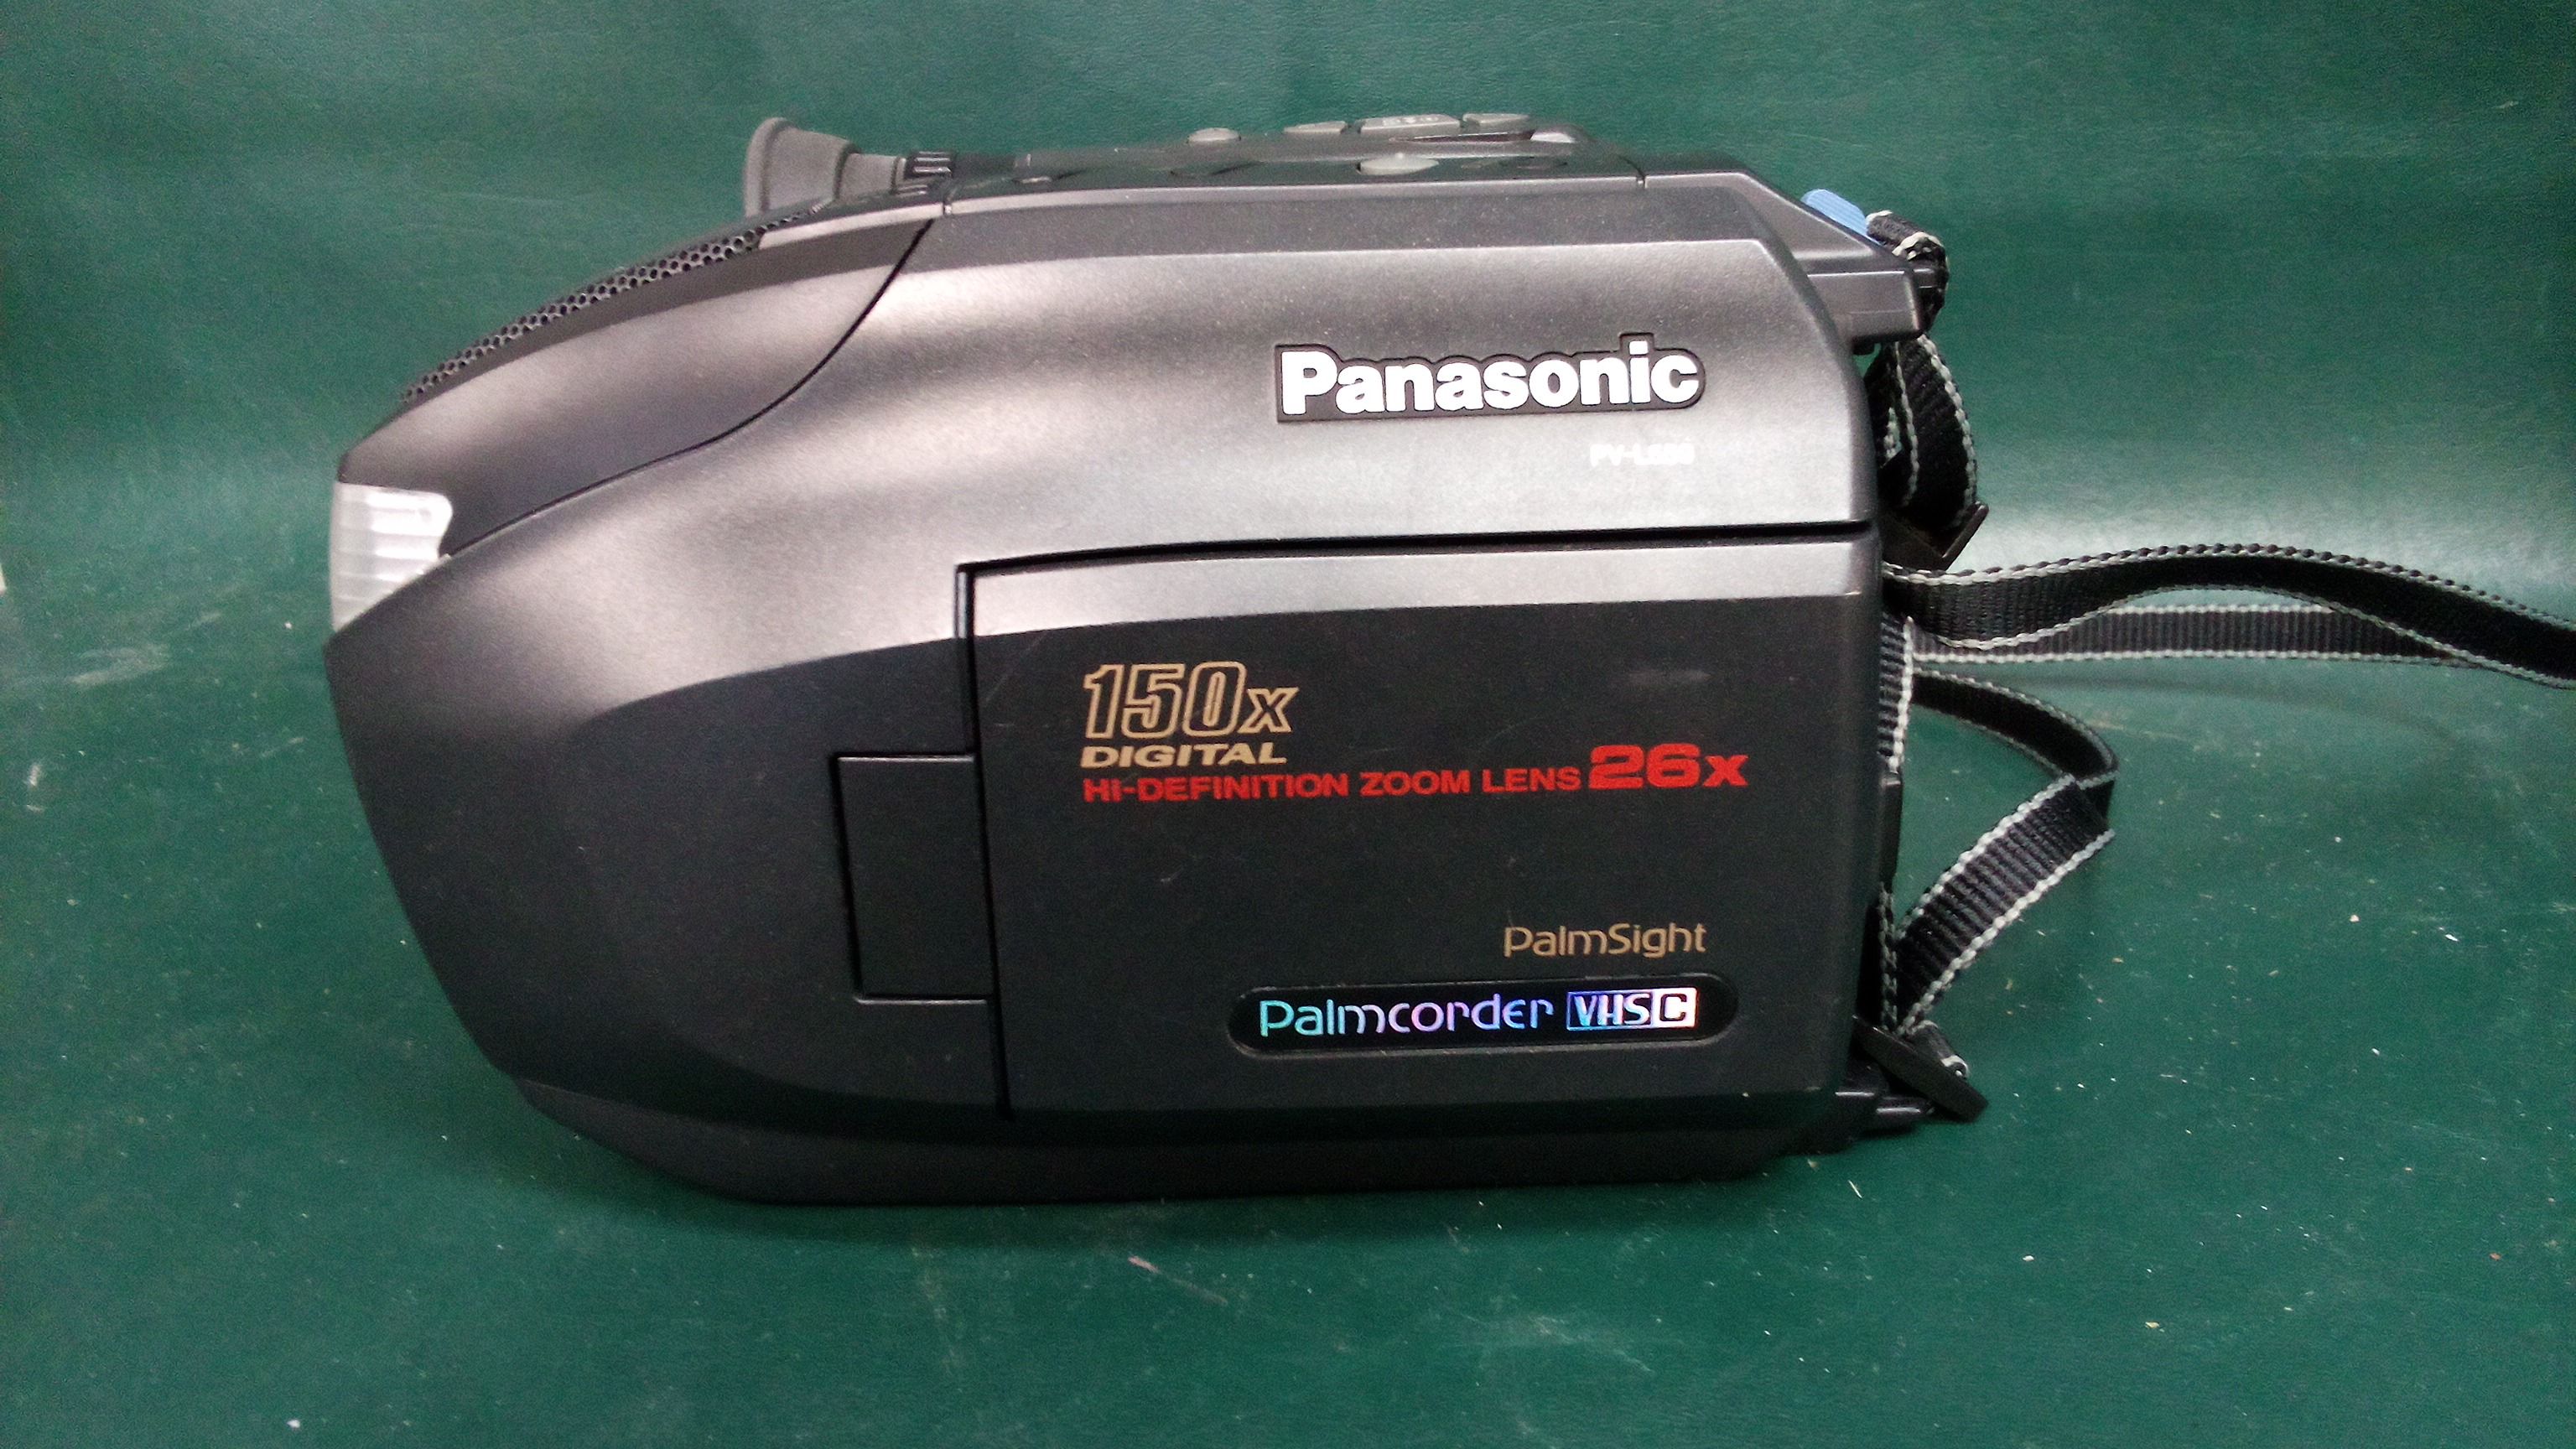 Panasonic
150x
DIGITAL
HI-DEFINITION ZOOM LENS 26x
PalmSight
Palmcorder VHS C